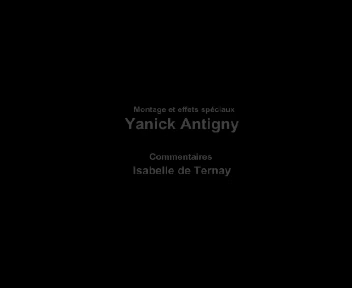 Montage et effets spéciaux
Yanick Antigny
Commentaires
Isabelle de Ternay